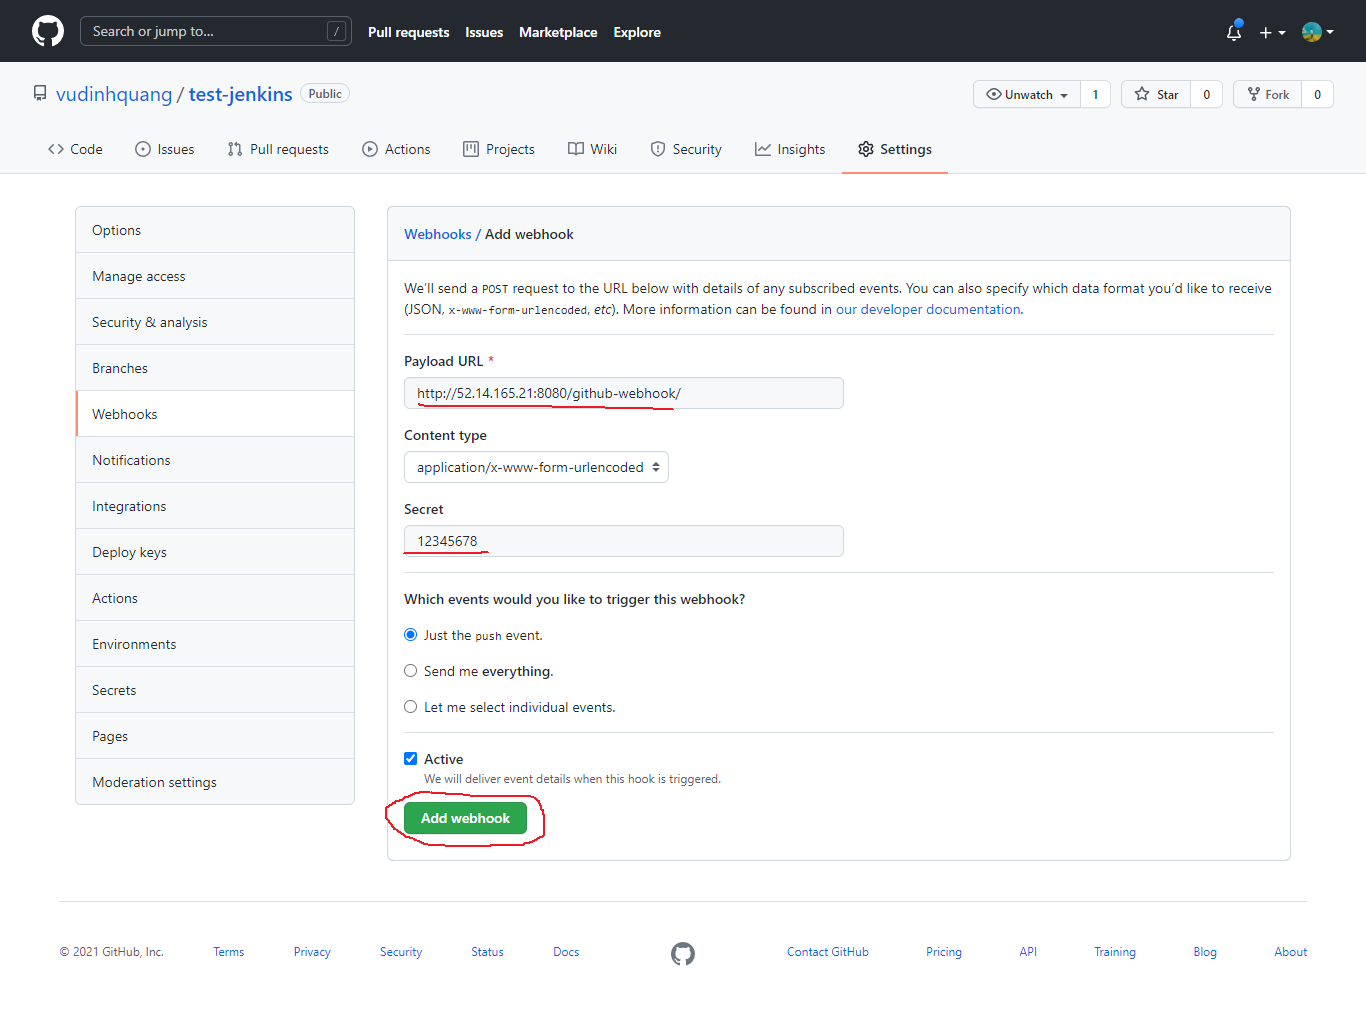 Search or jump to... /
Pull requests Issues Marketplace Explore
vudinhquang / test-jenkins Public
Unwatch 1 Star 0 Fork 0
Code Issues Pull requests Actions Projects Wiki Security Insights Settings
Options
Manage access
Security & analysis
Branches
Webhooks
Notifications
Integrations
Deploy keys
Actions
Environments
Secrets
Pages
Moderation settings
Webhooks / Add webhook
We'll send a POST request to the URL below with details of any subscribed events. You can also specify which data format you'd like to receive
(JSON, x-www-form-urlencoded, etc). More information can be found in our developer documentation.
Payload URL *
http://52.14.165.21:8080/github-webhook/
Content type
application/x-www-form-urlencoded
Secret
12345678
Which events would you like to trigger this webhook?
Just the push event.
Send me everything.
Let me select individual events.
Active
We will deliver event details when this hook is triggered.
Add webhook
© 2021 GitHub, Inc. Terms Privacy Security Status Docs Contact GitHub Pricing API Training Blog About